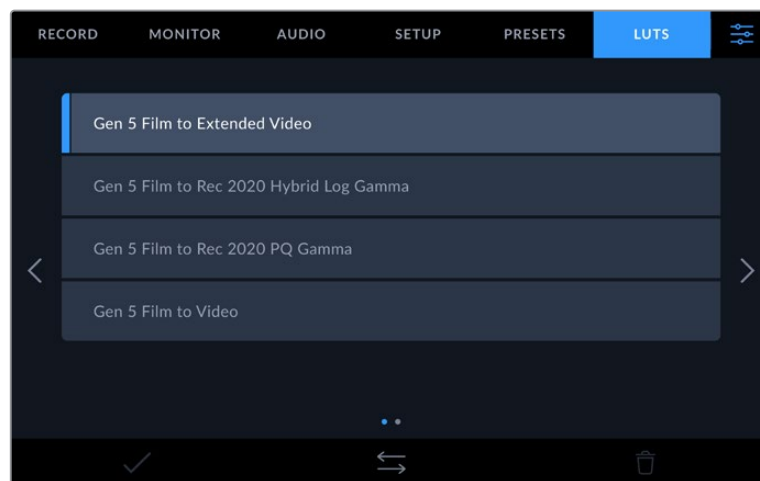 RECORD MONITOR AUDIO SETUP PRESETS LUTS
Gen 5 Film to Extended Video
Gen 5 Film to Rec 2020 Hybrid Log Gamma
Gen 5 Film to Rec 2020 PQ Gamma
Gen 5 Film to Video